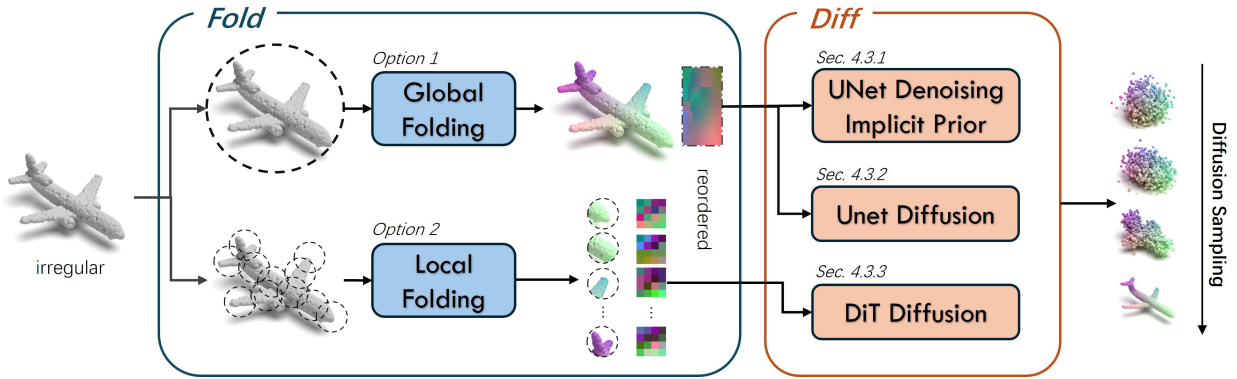 Fold
Diff
Option 1
Global
Folding
Sec. 4.3.1
UNet Denoising
Implicit Prior
irregular
reordered
Option 2
Local
Folding
Sec. 4.3.2
Unet Diffusion
Sec. 4.3.3
DiT Diffusion
Diffusion Sampling